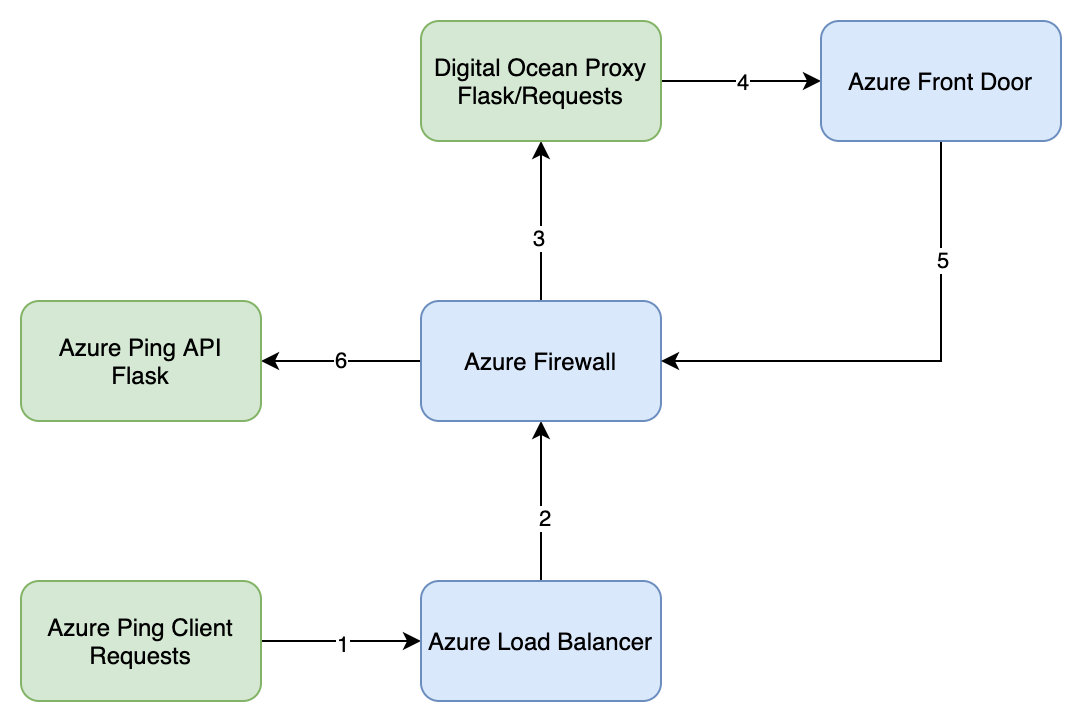 Digital Ocean Proxy
Flask/Requests
4
Azure Front Door
3
5
Azure Ping API
Flask
6
Azure Firewall
2
Azure Ping Client
Requests
1
Azure Load Balancer